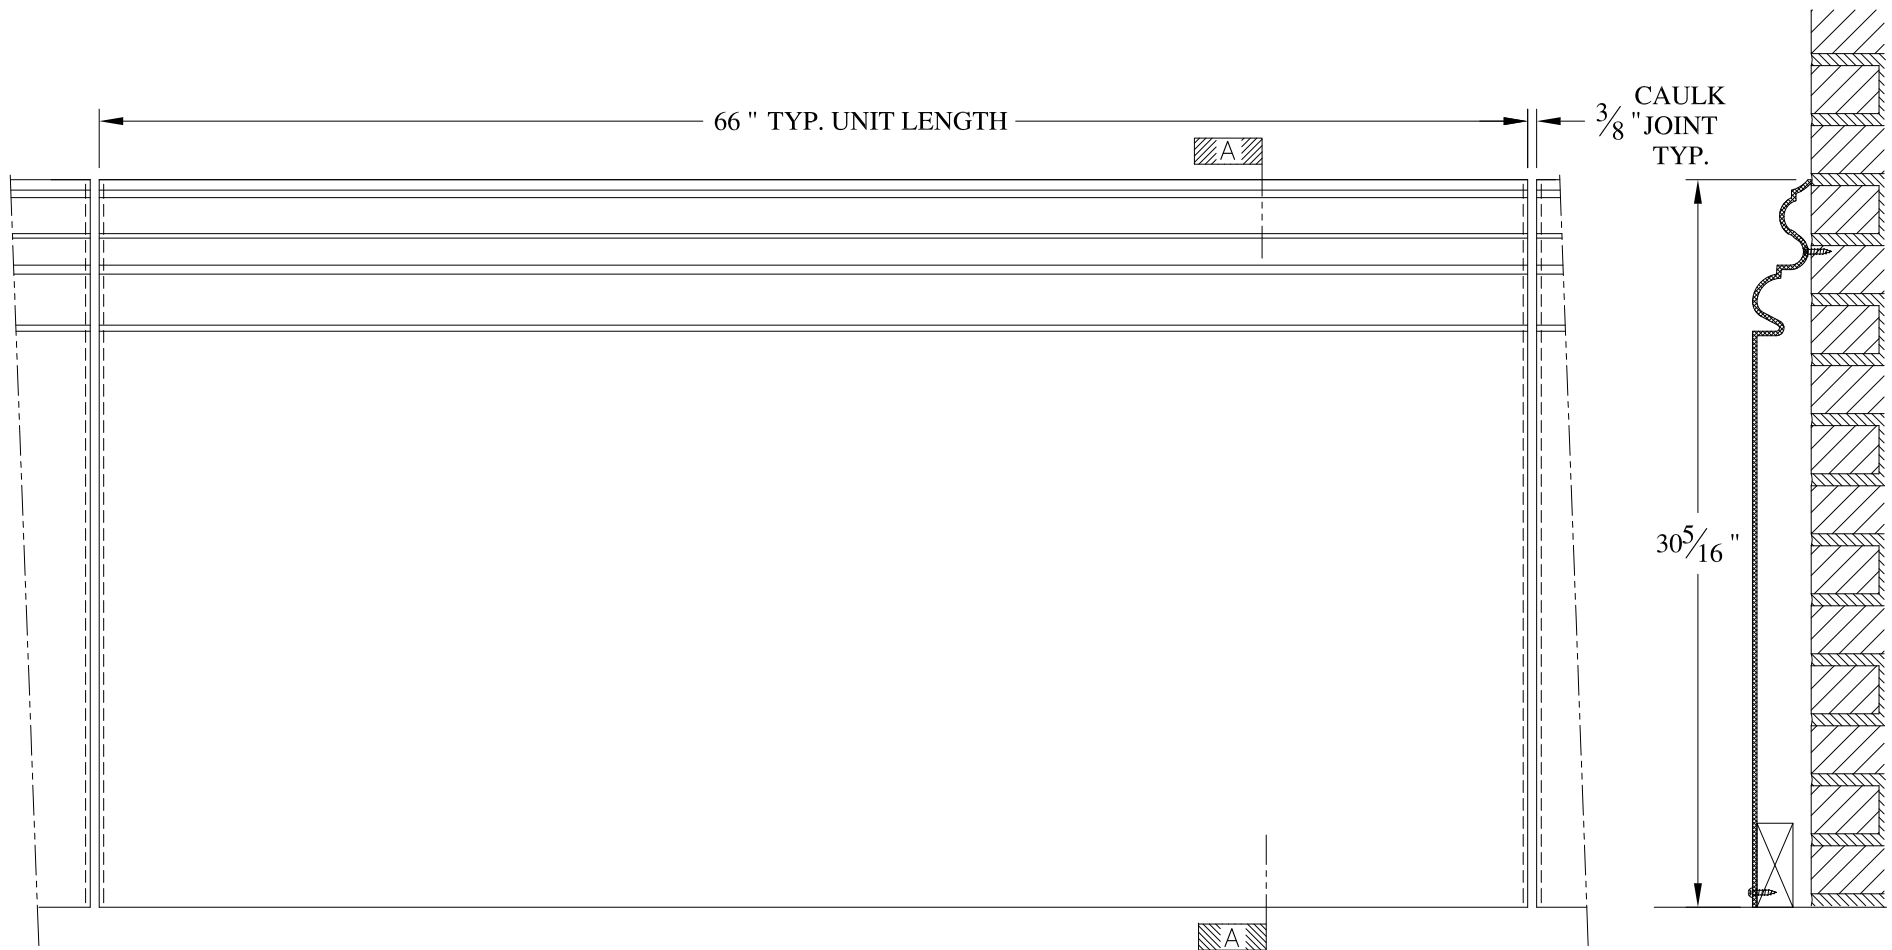 66 " TYP. UNIT LENGTH
3/8 "
CAULK
JOINT
TYP.
A
30 5/16 "
A